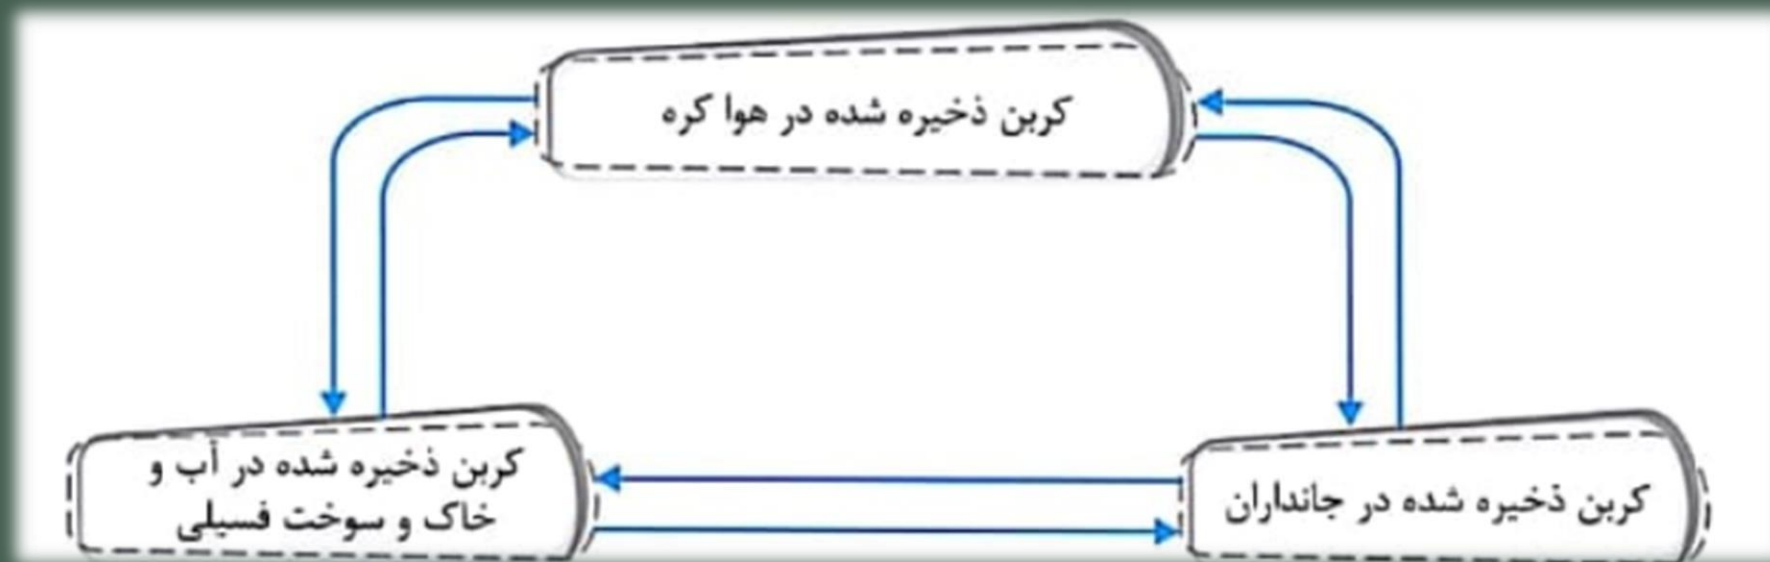 کربن ذخیره شده در هوا کره
کربن ذخیره شده در جانداران
کربن ذخیره شده در آب و
خاک و سوخت فسیلی